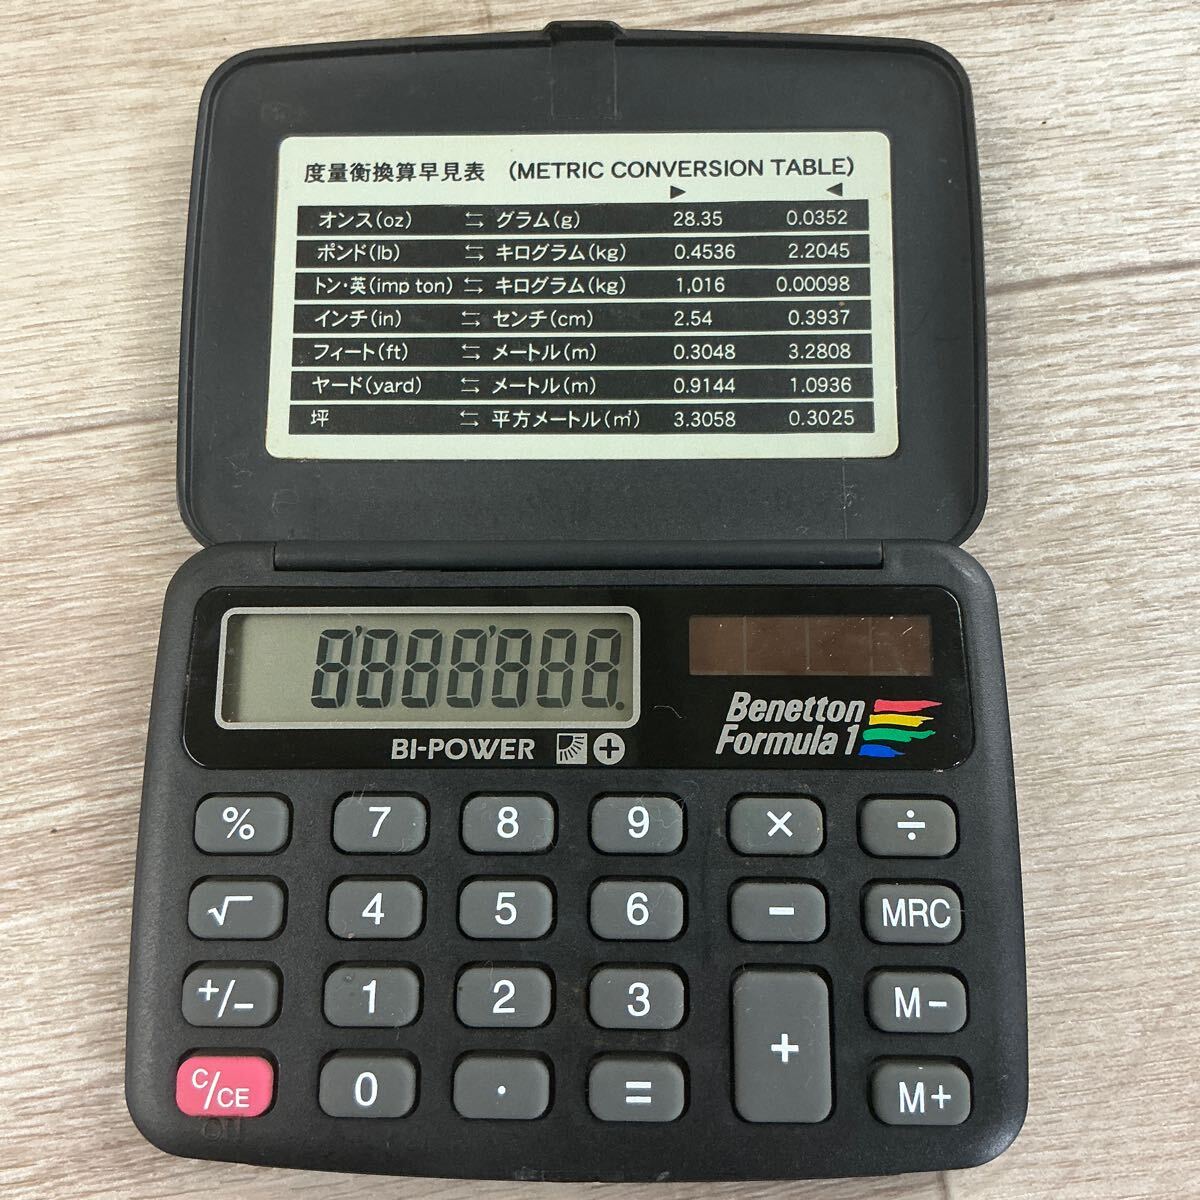 度量衡換算早見表 (METRIC CONVERSION TABLE)
▶ ◀
オンス(oz) ⇆ グラム(g) 28.35 0.0352
ポンド(lb) ⇆ キログラム(kg) 0.4536 2.2045
トン・英(imp ton) ⇆ キログラム(kg) 1,016 0.00098
インチ(in) ⇆ センチ(cm) 2.54 0.3937
フィート(ft) ⇆ メートル(m) 0.3048 3.2808
ヤード(yard) ⇆ メートル(m) 0.9144 1.0936
坪 ⇆ 平方メートル(㎡) 3.3058 0.3025
8'888'888.
BI-POWER
Benetton
Formula 1
% 7 8 9 × ÷
√ 4 5 6 − MRC
+/− 1 2 3 + M−
C/CE 0 · = M+